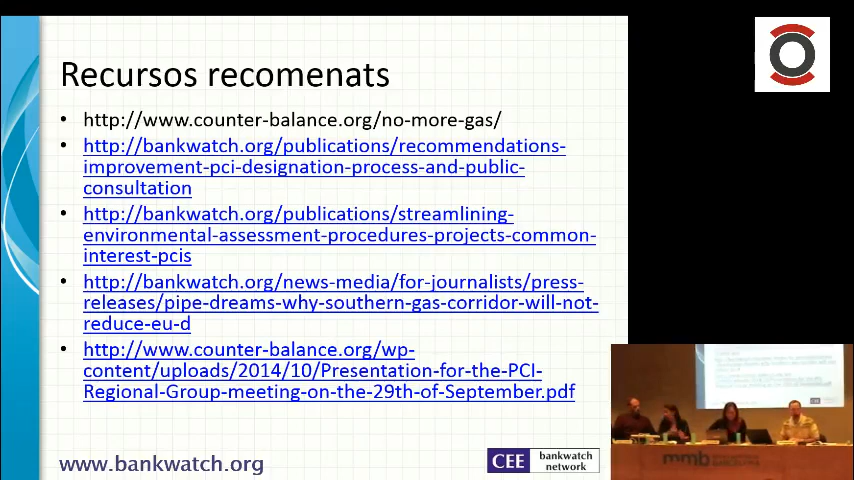 Recursos recomenats
• http://www.counter-balance.org/no-more-gas/
• http://bankwatch.org/publications/recommendations-
improvement-pci-designation-process-and-public-
consultation
• http://bankwatch.org/publications/streamlining-
environmental-assessment-procedures-projects-common-
interest-pcis
• http://bankwatch.org/news-media/for-journalists/press-
releases/pipe-dreams-why-southern-gas-corridor-will-not-
reduce-eu-d
• http://www.counter-balance.org/wp-
content/uploads/2014/10/Presentation-for-the-PCI-
Regional-Group-meeting-on-the-29th-of-September.pdf
www.bankwatch.org
CEE bankwatch
network
mmb